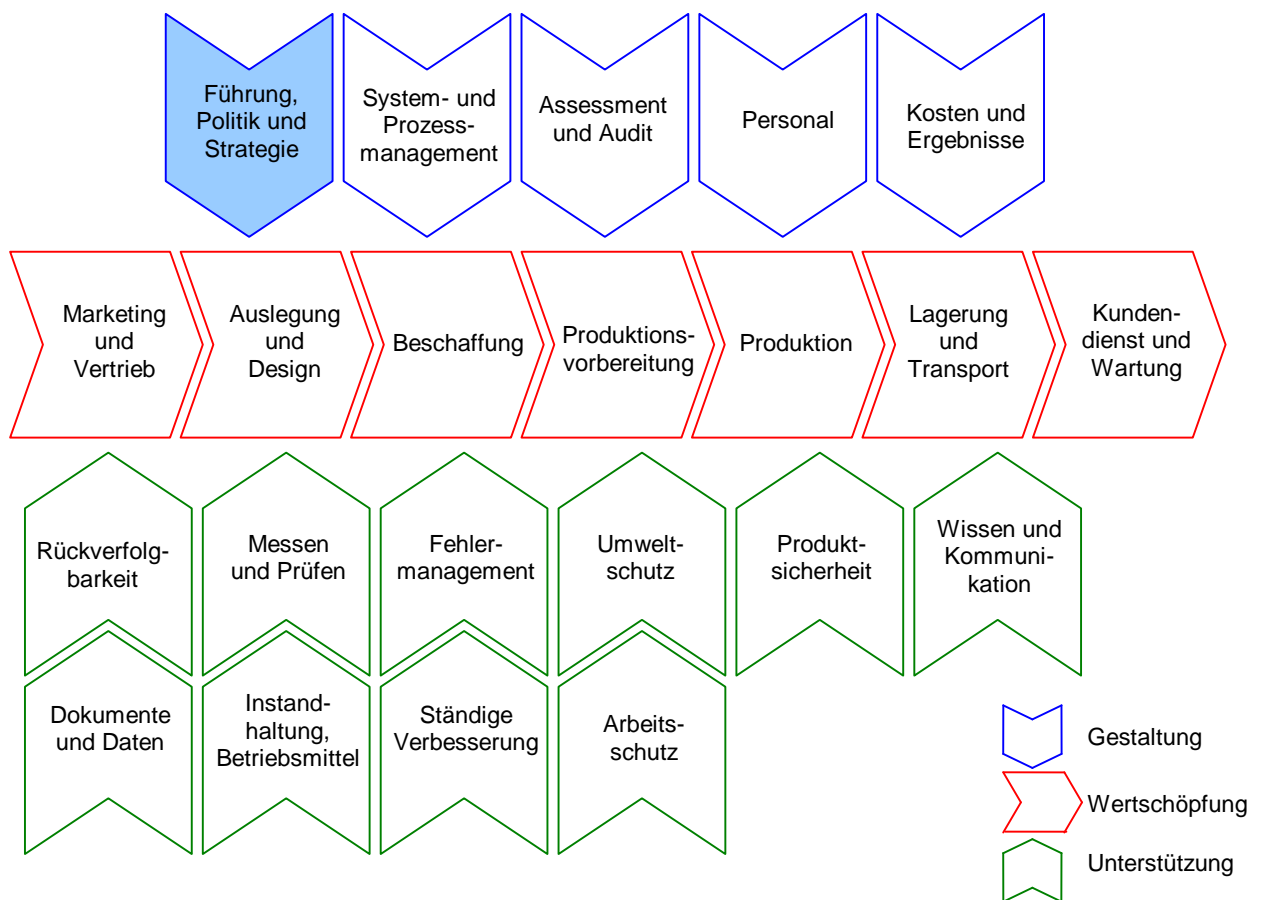 Führung,
Politik und
Strategie
System- und
Prozess-
management
Assessment
und Audit
Personal
Kosten und
Ergebnisse
Marketing
und
Vertrieb
Auslegung
und
Design
Beschaffung
Produktions-
vorbereitung
Produktion
Lagerung
und
Transport
Kunden-
dienst und
Wartung
Rückverfolg-
barkeit
Messen
und Prüfen
Fehler-
management
Umwelt-
schutz
Produkt-
sicherheit
Wissen und
Kommuni-
kation
Dokumente
und Daten
Instand-
haltung,
Betriebsmittel
Ständige
Verbesserung
Arbeits-
schutz
Gestaltung
Wertschöpfung
Unterstützung